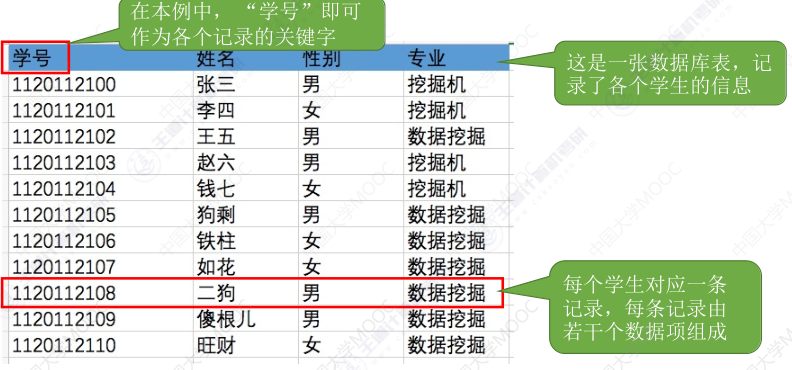 在本例中，“学号”即可
作为各个记录的关键字
学号 姓名 性别 专业
这是一张数据库表，记
录了各个学生的信息
1120112100 张三 男 挖掘机
1120112101 李四 女 挖掘机
1120112102 王五 男 数据挖掘
1120112103 赵六 男 挖掘机
1120112104 钱七 女 挖掘机
1120112105 狗剩 男 数据挖掘
1120112106 铁柱 女 数据挖掘
1120112107 如花 女 数据挖掘
1120112108 二狗 男 数据挖掘
1120112109 傻根儿 男 数据挖掘
1120112110 旺财 女 数据挖掘
每个学生对应一条
记录，每条记录由
若干个数据项组成
中国大学MOOC
王道计算机考研